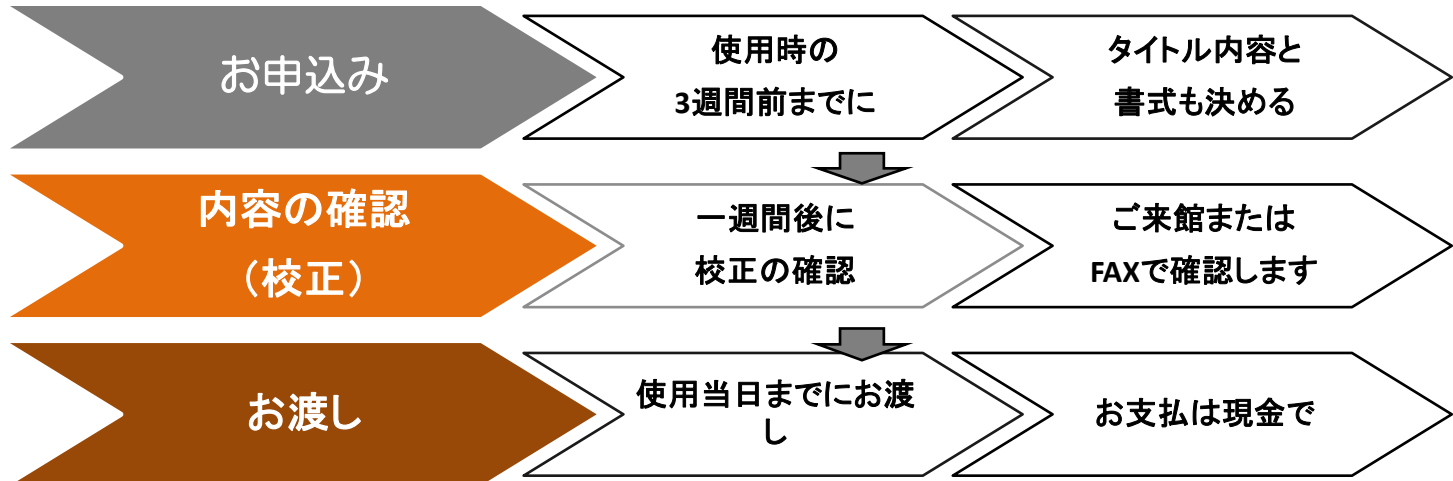 お申込み
使用時の
3週間前までに
タイトル内容と
書式も決める
内容の確認
（校正）
一週間後に
校正の確認
ご来館または
FAXで確認します
お渡し
使用当日までにお渡
し
お支払は現金で